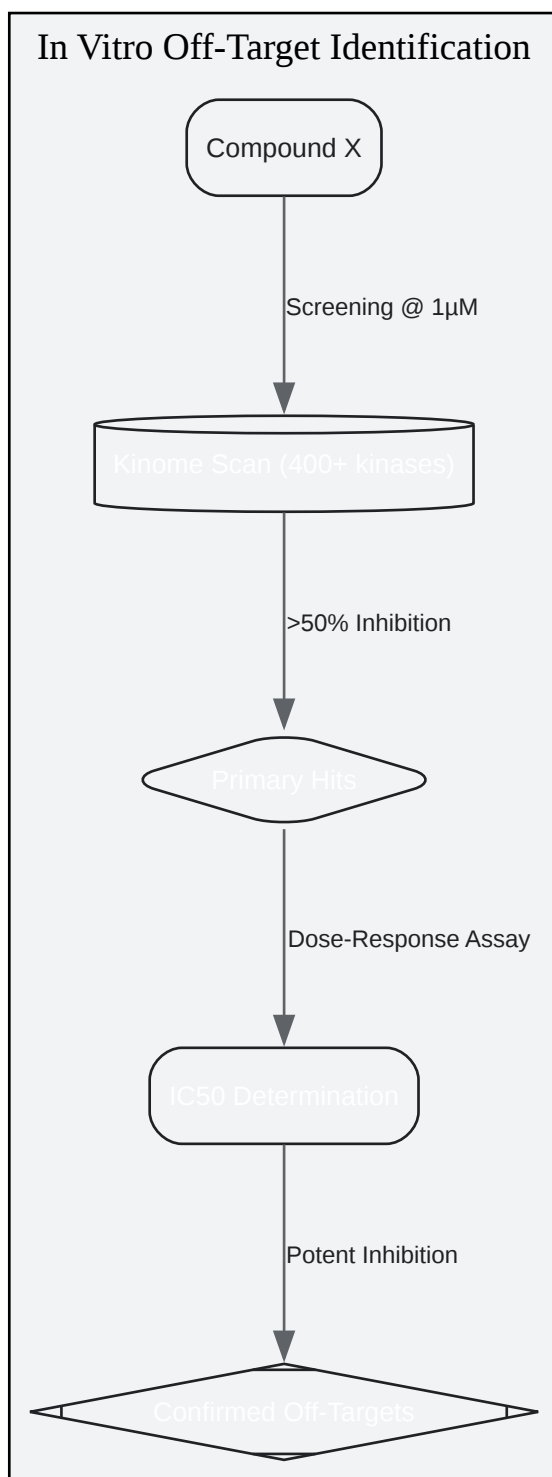 In Vitro Off-Target Identification
Compound X
Screening @ 1µM
Kinome Scan (400+ kinases)
>50% Inhibition
Primary Hits
Dose-Response Assay
IC50 Determination
Potent Inhibition
Confirmed Off-Targets